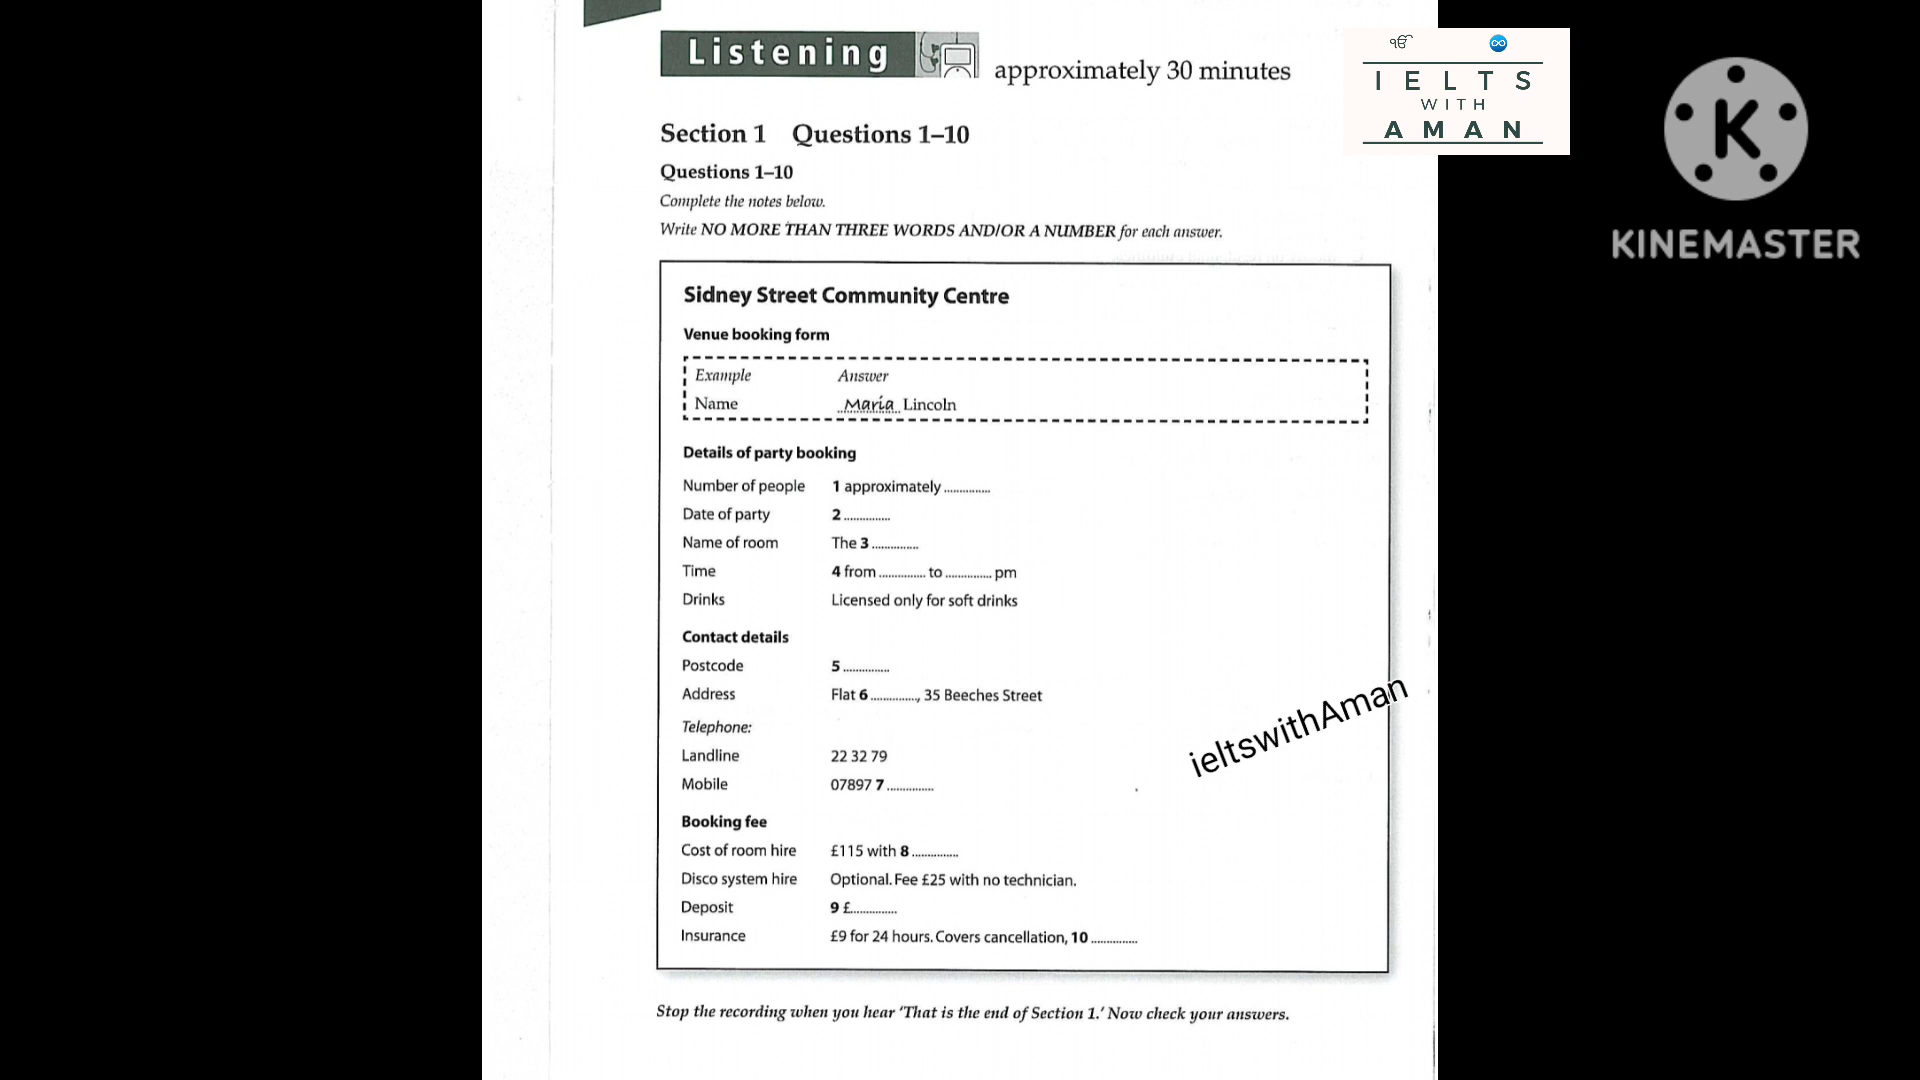 Listening
approximately 30 minutes
ੴ
IELTS
WITH
AMAN
K
KINEMASTER
Section 1 Questions 1–10
Questions 1–10
Complete the notes below.
Write NO MORE THAN THREE WORDS AND/OR A NUMBER for each answer.
Sidney Street Community Centre
Venue booking form
Example Answer
Name Maria Lincoln
Details of party booking
Number of people 1 approximately ..............
Date of party 2 ..............
Name of room The 3 ..............
Time 4 from .............. to .............. pm
Drinks Licensed only for soft drinks
Contact details
Postcode 5 ..............
Address Flat 6 .............., 35 Beeches Street
Telephone:
Landline 22 32 79
Mobile 07897 7 ..............
ieltswithAman
Booking fee
Cost of room hire £115 with 8 ..............
Disco system hire Optional. Fee £25 with no technician.
Deposit 9 £..............
Insurance £9 for 24 hours. Covers cancellation, 10 ..............
Stop the recording when you hear ‘That is the end of Section 1.’ Now check your answers.